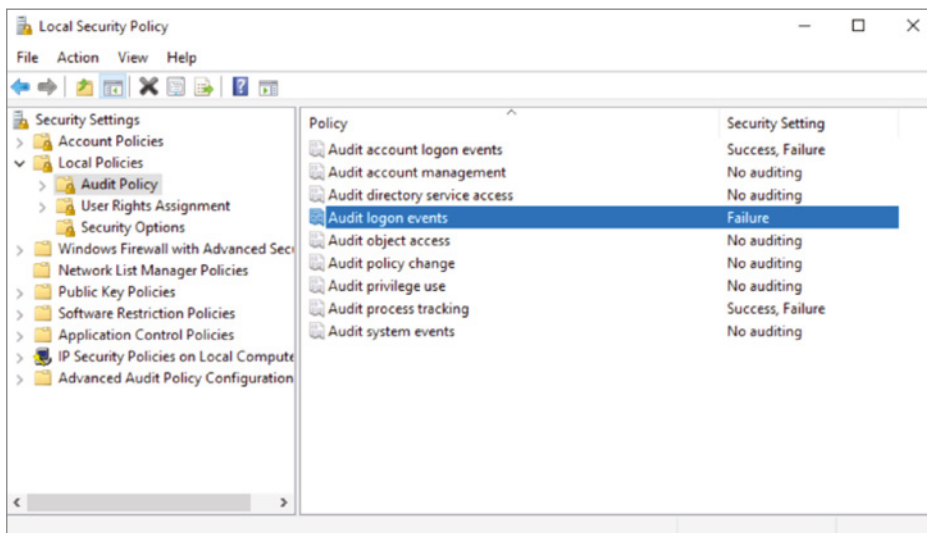 Local Security Policy
File Action View Help
Security Settings
Account Policies
Local Policies
Audit Policy
User Rights Assignment
Security Options
Windows Firewall with Advanced Secu
Network List Manager Policies
Public Key Policies
Software Restriction Policies
Application Control Policies
IP Security Policies on Local Compute
Advanced Audit Policy Configuration
Policy Security Setting
Audit account logon events Success, Failure
Audit account management No auditing
Audit directory service access No auditing
Audit logon events Failure
Audit object access No auditing
Audit policy change No auditing
Audit privilege use No auditing
Audit process tracking Success, Failure
Audit system events No auditing